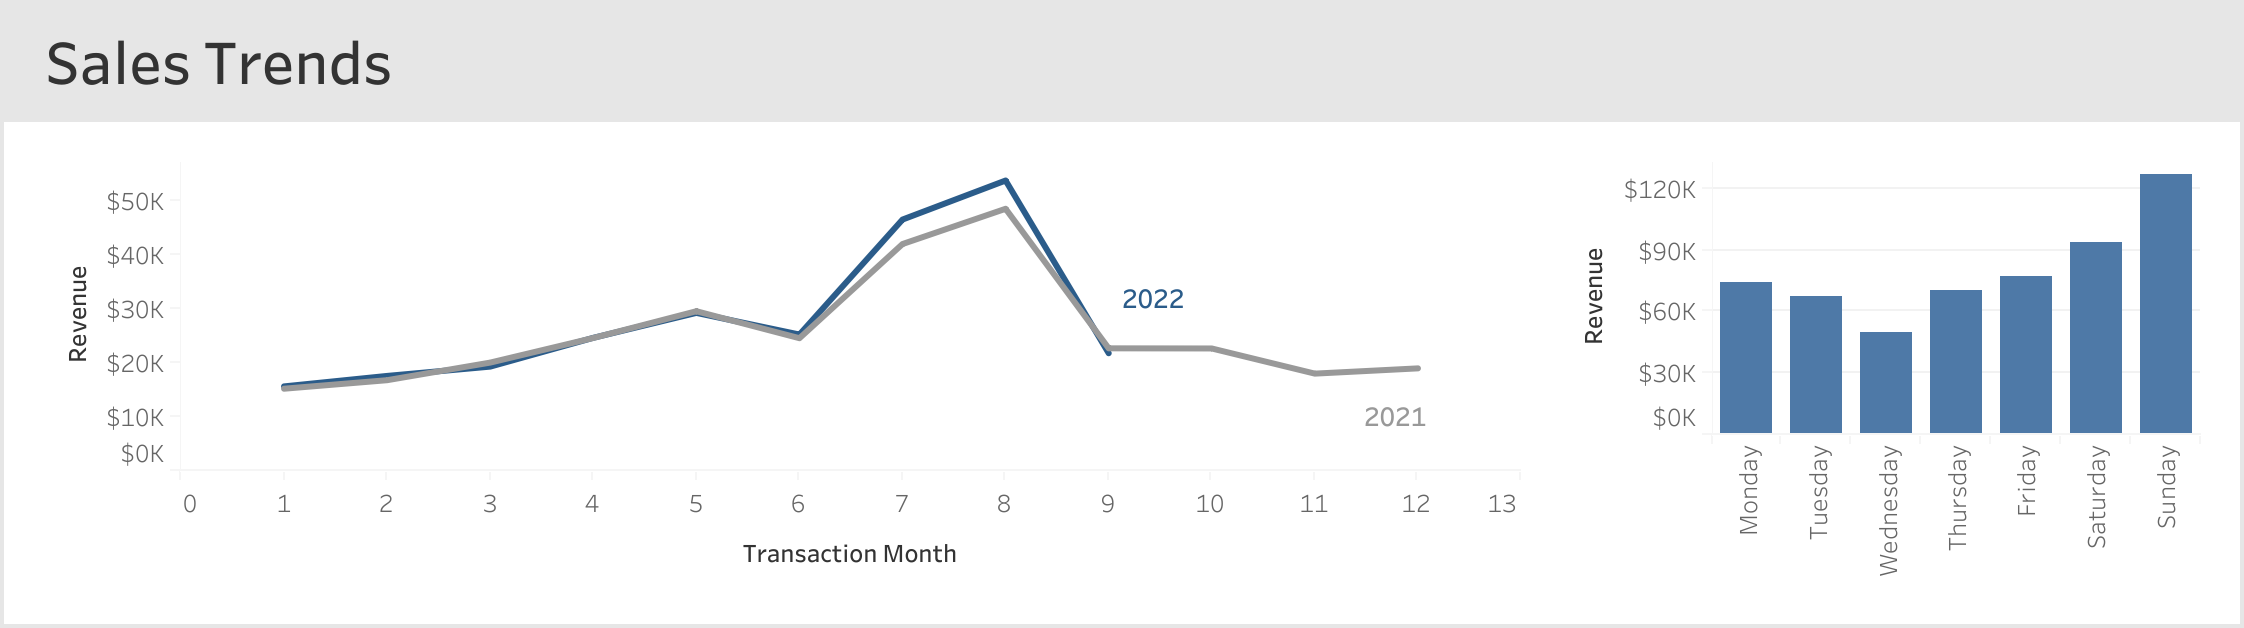 Sales Trends
Revenue
$50K
$40K
$30K
$20K
$10K
$0K
0 1 2 3 4 5 6 7 8 9 10 11 12 13
Transaction Month
2022
2021
Revenue
$120K
$90K
$60K
$30K
$0K
Monday
Tuesday
Wednesday
Thursday
Friday
Saturday
Sunday